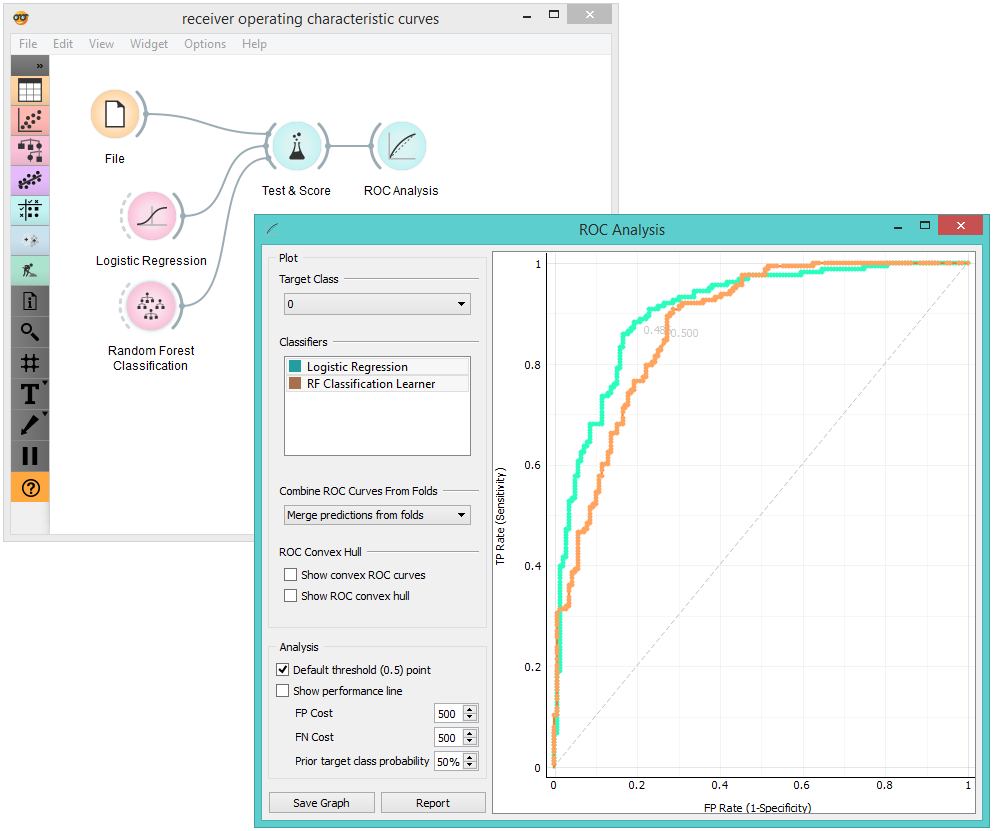 receiver operating characteristic curves
File Edit View Widget Options Help
»
File
Test & Score
ROC Analysis
Logistic Regression
Random Forest
Classification
T
?
ROC Analysis
Plot
Target Class
0
Classifiers
Logistic Regression
RF Classification Learner
Combine ROC Curves From Folds
Merge predictions from folds
ROC Convex Hull
Show convex ROC curves
Show ROC convex hull
Analysis
Default threshold (0.5) point
Show performance line
FP Cost 500
FN Cost 500
Prior target class probability 50%
Save Graph
Report
TP Rate (Sensitivity)
1
0.8
0.6
0.4
0.2
0
0.500
0 0.2 0.4 0.6 0.8 1
FP Rate (1-Specificity)